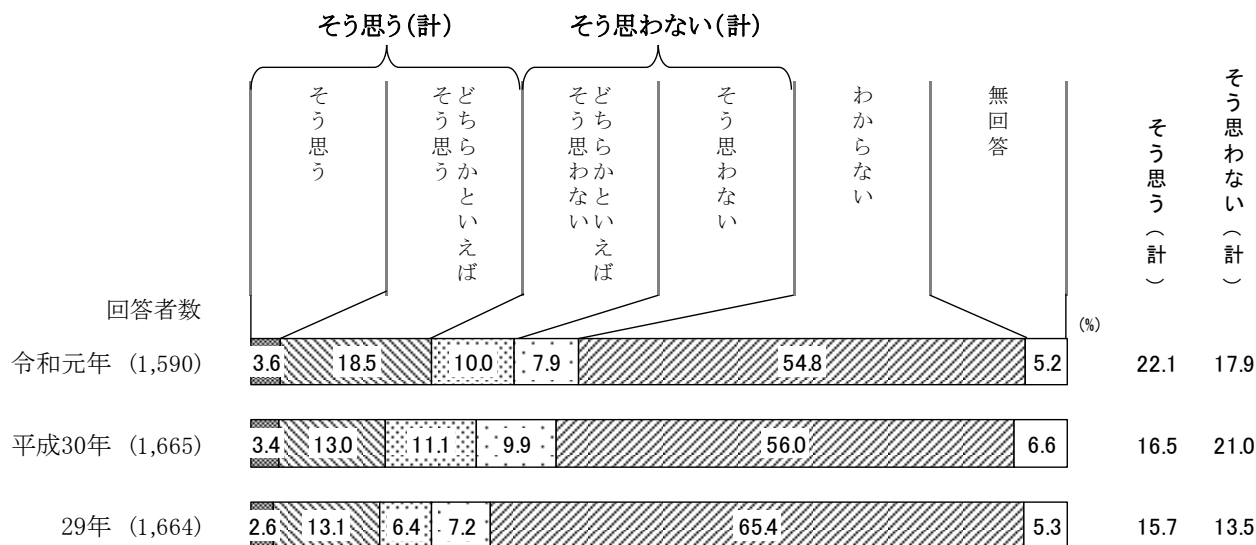 そう思う(計)
そう思わない(計)
そう思う
どちらかといえば
そう思う
どちらかといえば
そう思わない
そう思わない
わからない
無回答
そう思う(計)
そう思わない(計)
回答者数
(%)
令和元年 (1,590) 3.6 18.5 10.0 7.9 54.8 5.2 22.1 17.9
平成30年 (1,665) 3.4 13.0 11.1 9.9 56.0 6.6 16.5 21.0
29年 (1,664) 2.6 13.1 6.4 7.2 65.4 5.3 15.7 13.5